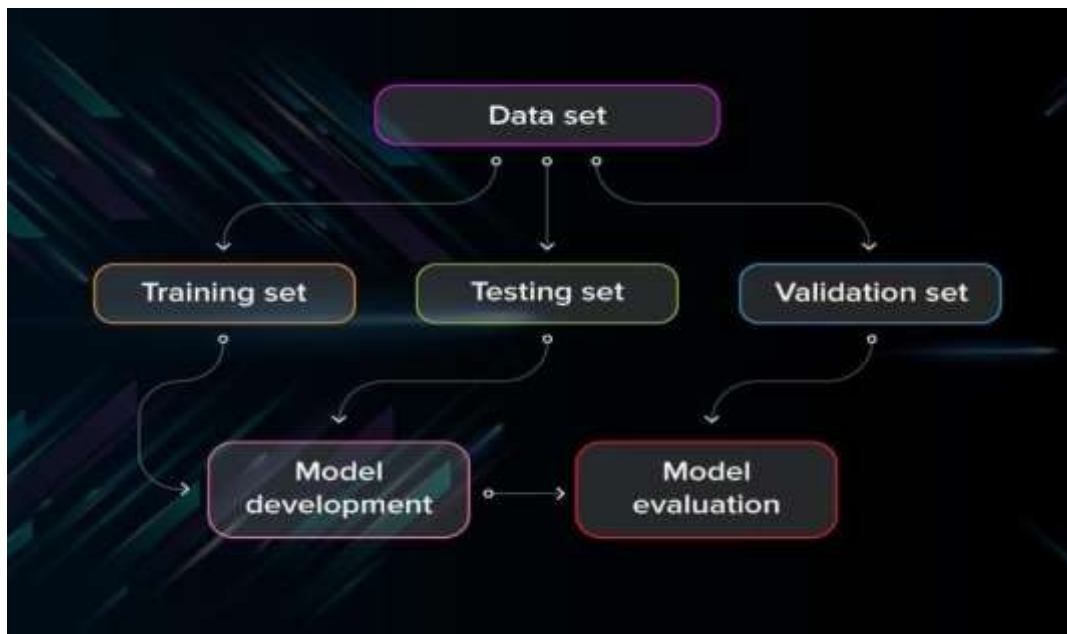 Data set
Training set
Testing set
Validation set
Model
development
Model
evaluation